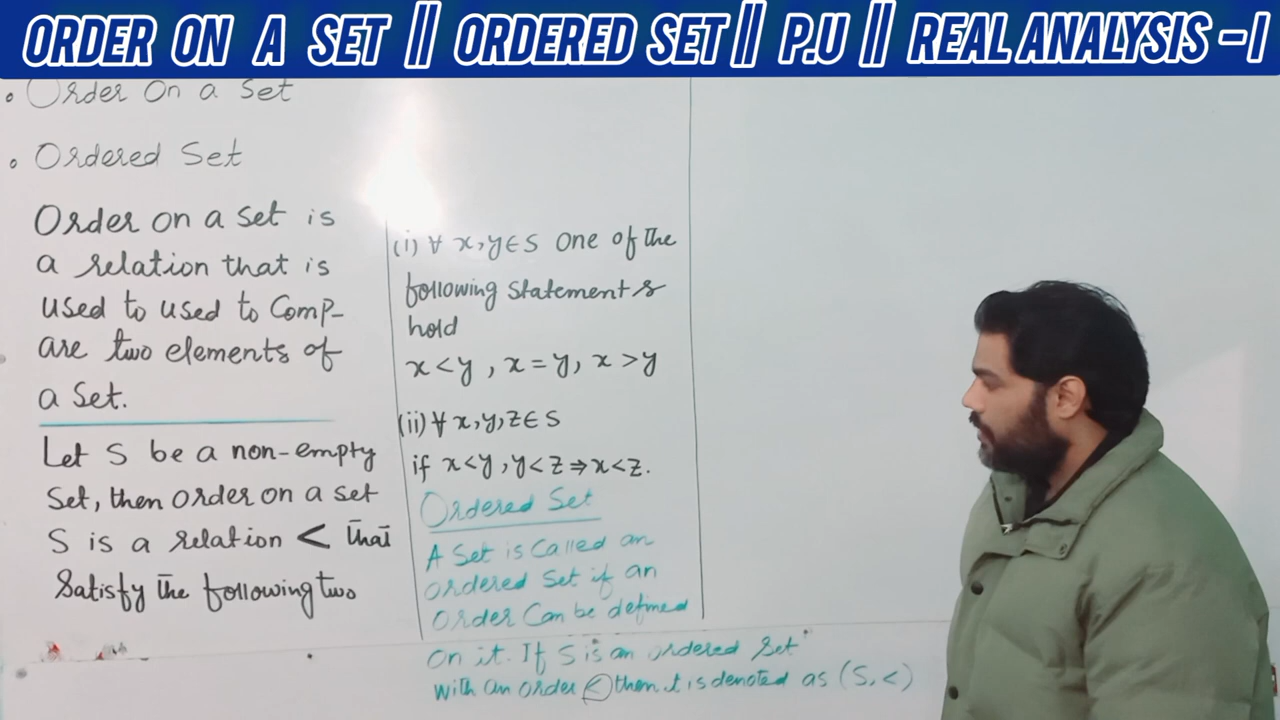 ORDER ON A SET || ORDERED SET || P.U || REAL ANALYSIS -I
• Order On a Set
• Ordered Set
Order on a set is
a relation that is
used to used to Comp-
are two elements of
a Set.
Let S be a non-empty
Set, then order on a set
S is a relation < that
Satisfy the following two
(i) ∀ x,y∈S one of the
following statements
hold
x<y , x=y, x>y
(ii) ∀ x,y,z∈S
if x<y ,y<z ⇒x<z.
Ordered Set
A Set is Called an
ordered Set if an
order Can be defined
on it. If S is an ordered Set
with an order < then it is denoted as (S,<)